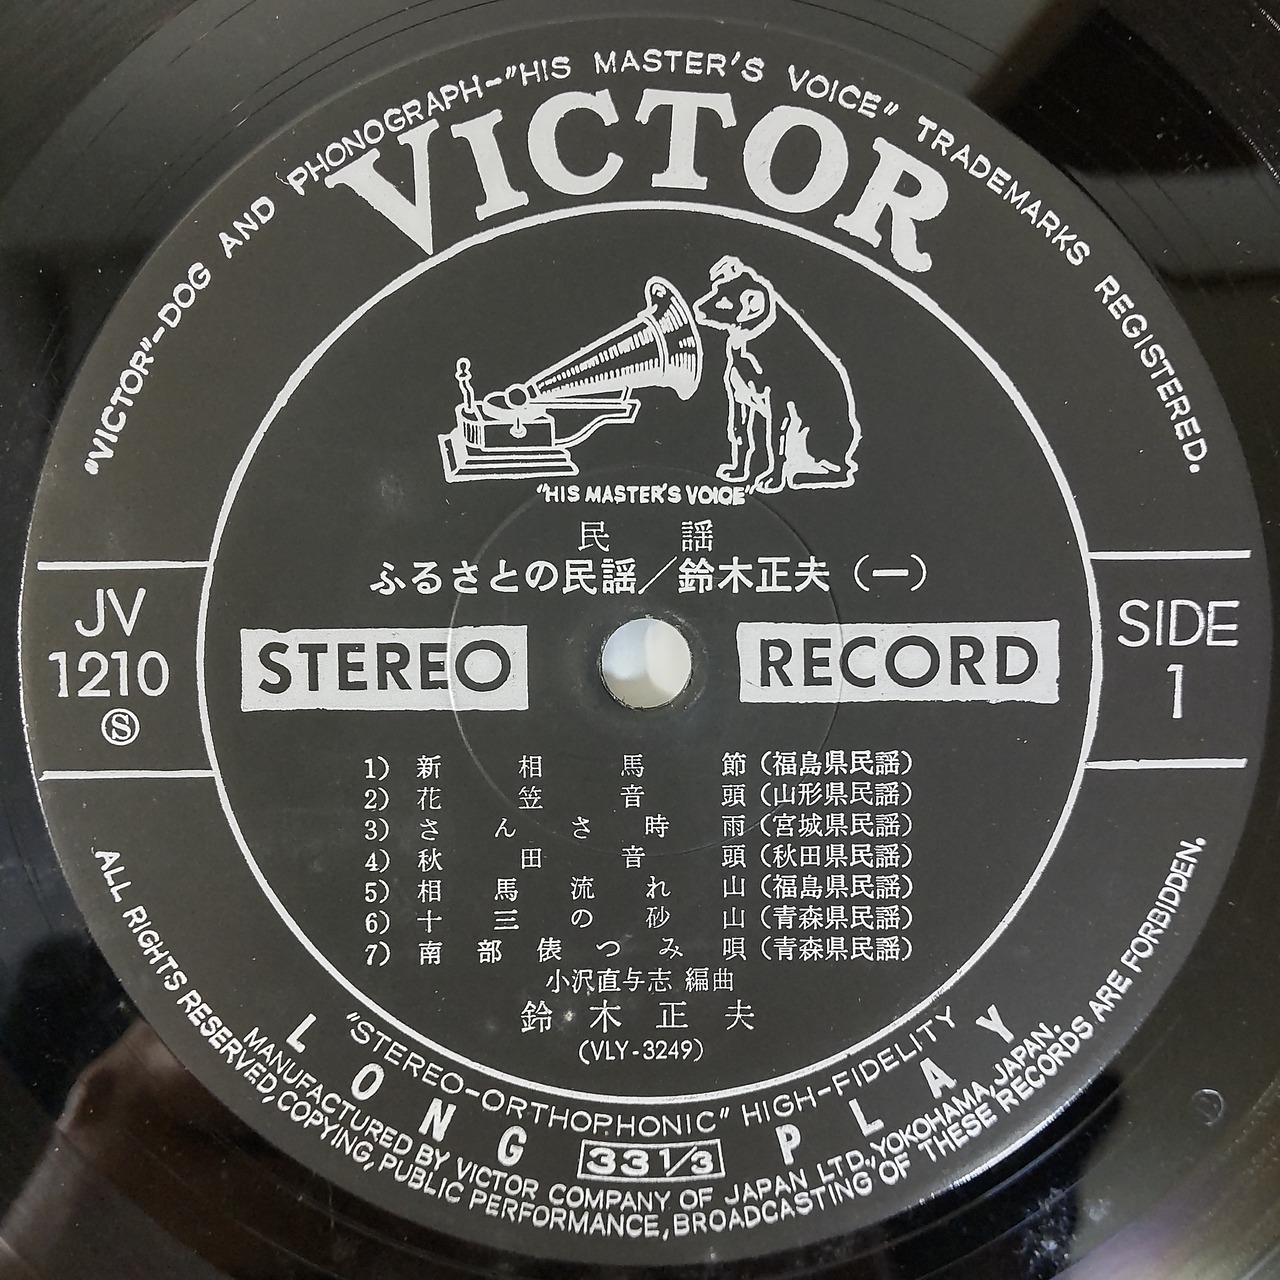 "VICTOR"-DOG AND PHONOGRAPH-"HIS MASTER'S VOICE" TRADEMARKS REGISTERED.
VICTOR
"HIS MASTER'S VOICE"
民謡
ふるさとの民謡／鈴木正夫（一）
JV
1210
Ⓢ
STEREO RECORD
SIDE
1
1) 新相馬節（福島県民謡）
2) 花笠音頭（山形県民謡）
3) さんさ時雨（宮城県民謡）
4) 秋田音頭（秋田県民謡）
5) 相馬流れ山（福島県民謡）
6) 十三の砂山（青森県民謡）
7) 南部俵つみ唄（青森県民謡）
小沢直与志 編曲
鈴木正夫
(VLY-3249)
"STEREO-ORTHOPHONIC" HIGH-FIDELITY
LONG 33 1/3 PLAY
MANUFACTURED BY VICTOR COMPANY OF JAPAN LTD. YOKOHAMA, JAPAN.
ALL RIGHTS RESERVED, COPYING, PUBLIC PERFORMANCE, BROADCASTING OF THESE RECORDS ARE FORBIDDEN.